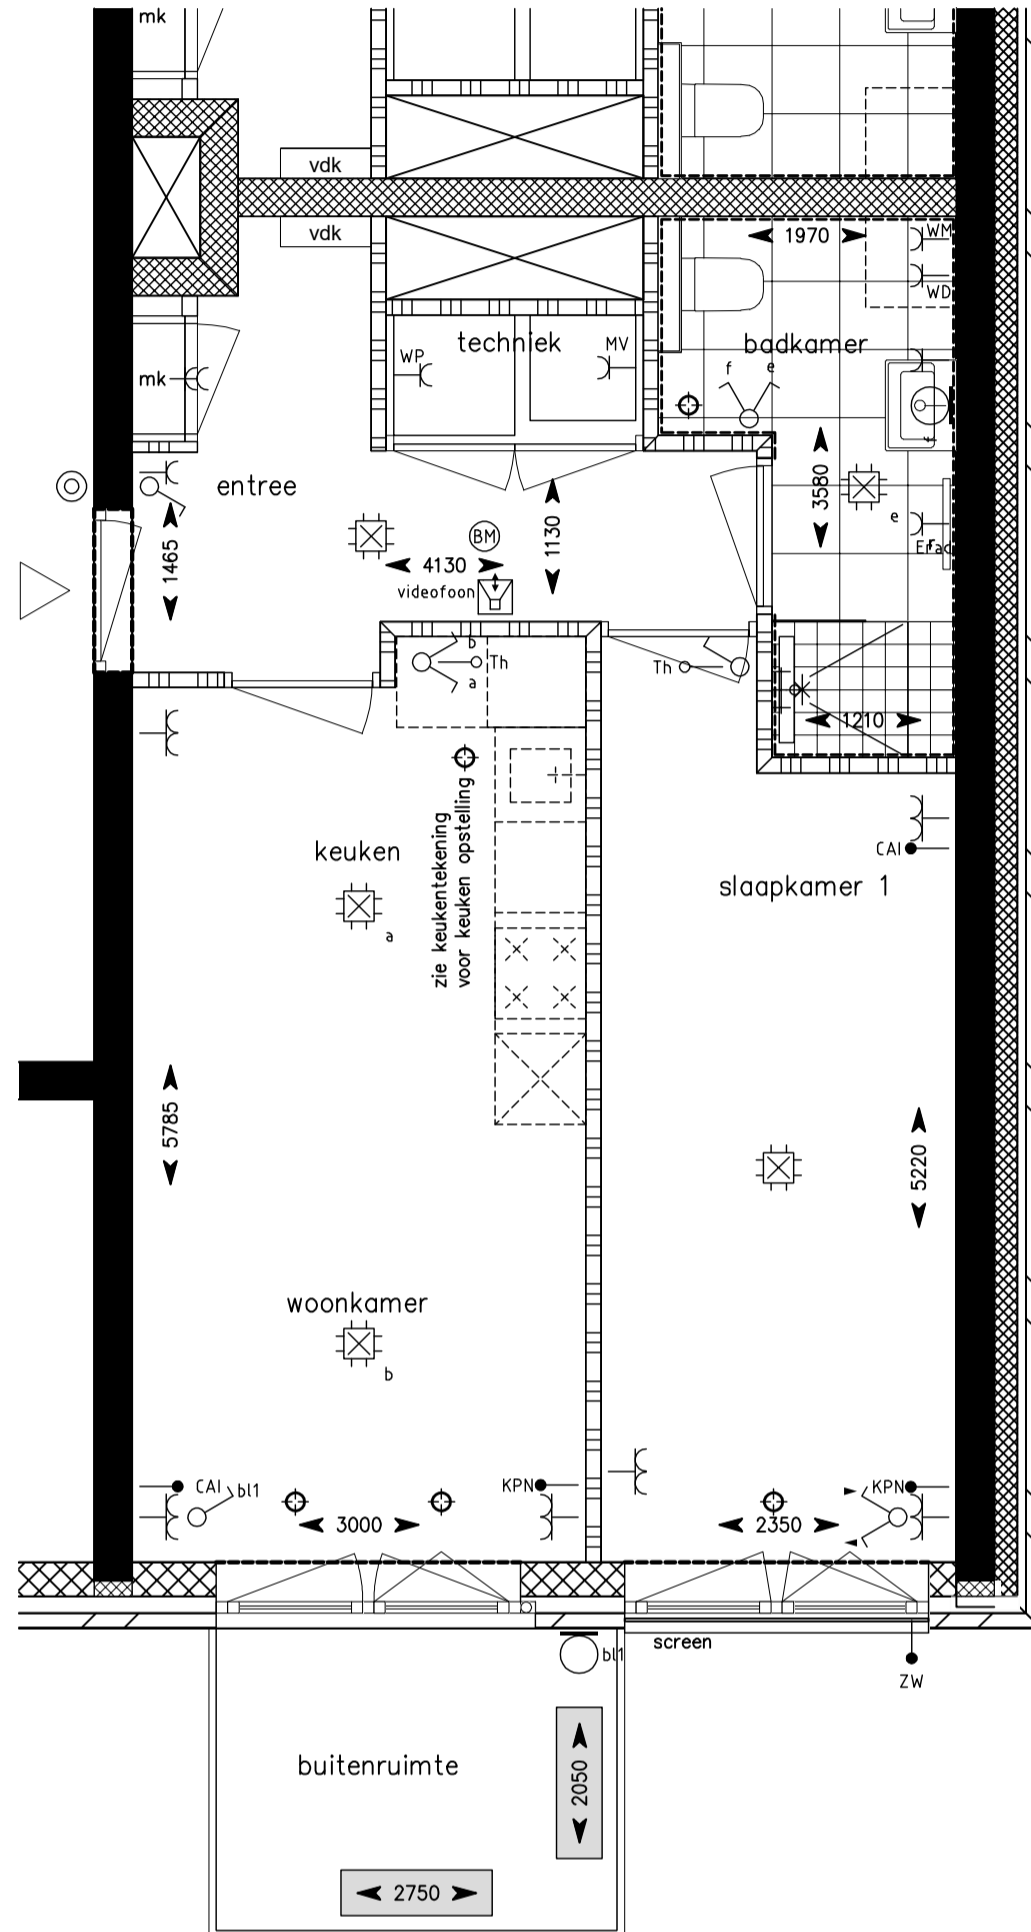 mk
vdk
vdk
1970
WM
WD
techniek
WP
MV
badkamer
f
e
mk
f
entree
3580
e
1465
BM
1130
Erad
4130
videofoon
b
Th
a
Th
1210
keuken
zie keukentekening
voor keuken opstelling
CAI
slaapkamer 1
a
5785
5220
woonkamer
b
CAI
bl1
KPN
KPN
3000
2350
screen
bl1
ZW
buitenruimte
2050
2750